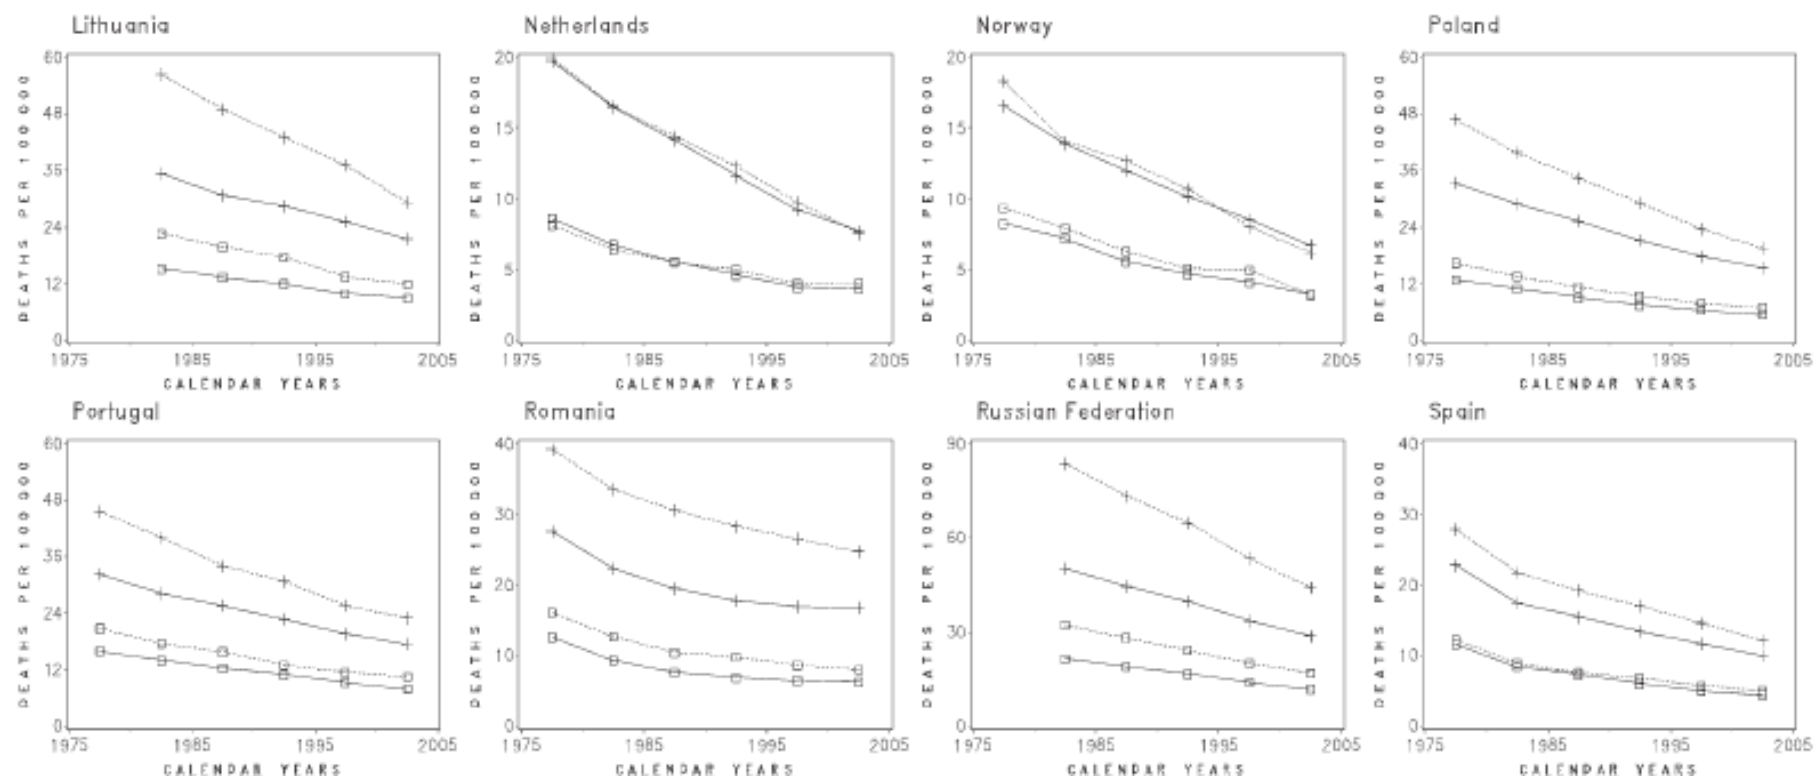 Lithuania
DEATHS PER 100 000
60
48
36
24
12
0
1975 1985 1995 2005
CALENDAR YEARS
Netherlands
DEATHS PER 100 000
20
15
10
5
0
1975 1985 1995 2005
CALENDAR YEARS
Norway
DEATHS PER 100 000
20
15
10
5
0
1975 1985 1995 2005
CALENDAR YEARS
Poland
DEATHS PER 100 000
60
48
36
24
12
0
1975 1985 1995 2005
CALENDAR YEARS
Portugal
DEATHS PER 100 000
60
48
36
24
12
0
1975 1985 1995 2005
CALENDAR YEARS
Romania
DEATHS PER 100 000
40
30
20
10
0
1975 1985 1995 2005
CALENDAR YEARS
Russian Federation
DEATHS PER 100 000
90
60
30
0
1975 1985 1995 2005
CALENDAR YEARS
Spain
DEATHS PER 100 000
40
30
20
10
0
1975 1985 1995 2005
CALENDAR YEARS